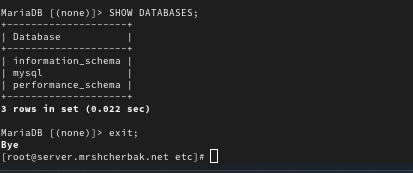 MariaDB [(none)]> SHOW DATABASES;
+--------------------+
| Database           |
+--------------------+
| information_schema |
| mysql              |
| performance_schema |
+--------------------+
3 rows in set (0.022 sec)
MariaDB [(none)]> exit;
Bye
[root@server.mrshcherbak.net etc]#